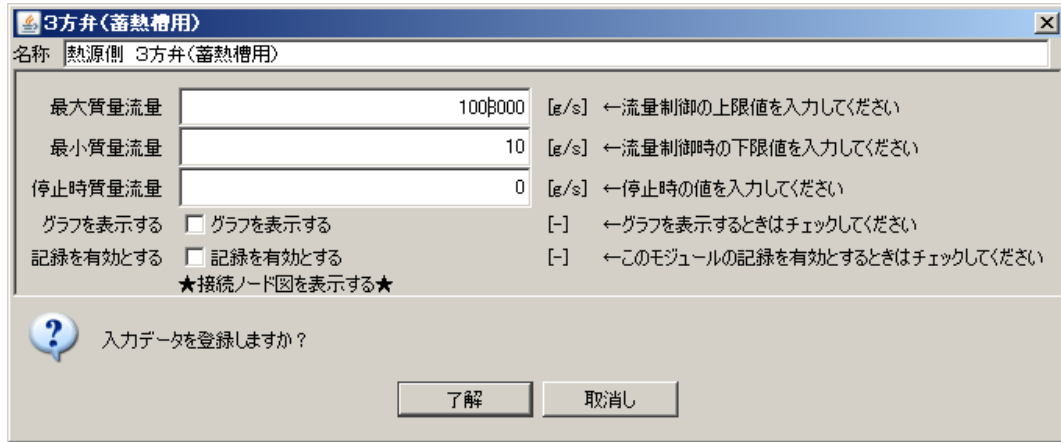 3方弁(蓄熱槽用)
名称 熱源側 3方弁(蓄熱槽用)
最大質量流量 1000000 [g/s] ←流量制御の上限値を入力してください
最小質量流量 10 [g/s] ←流量制御時の下限値を入力してください
停止時質量流量 0 [g/s] ←停止時の値を入力してください
グラフを表示する グラフを表示する [-] ←グラフを表示するときはチェックしてください
記録を有効とする 記録を有効とする [-] ←このモジュールの記録を有効とするときはチェックしてください
★接続ノード図を表示する★
入力データを登録しますか?
了解 取消し